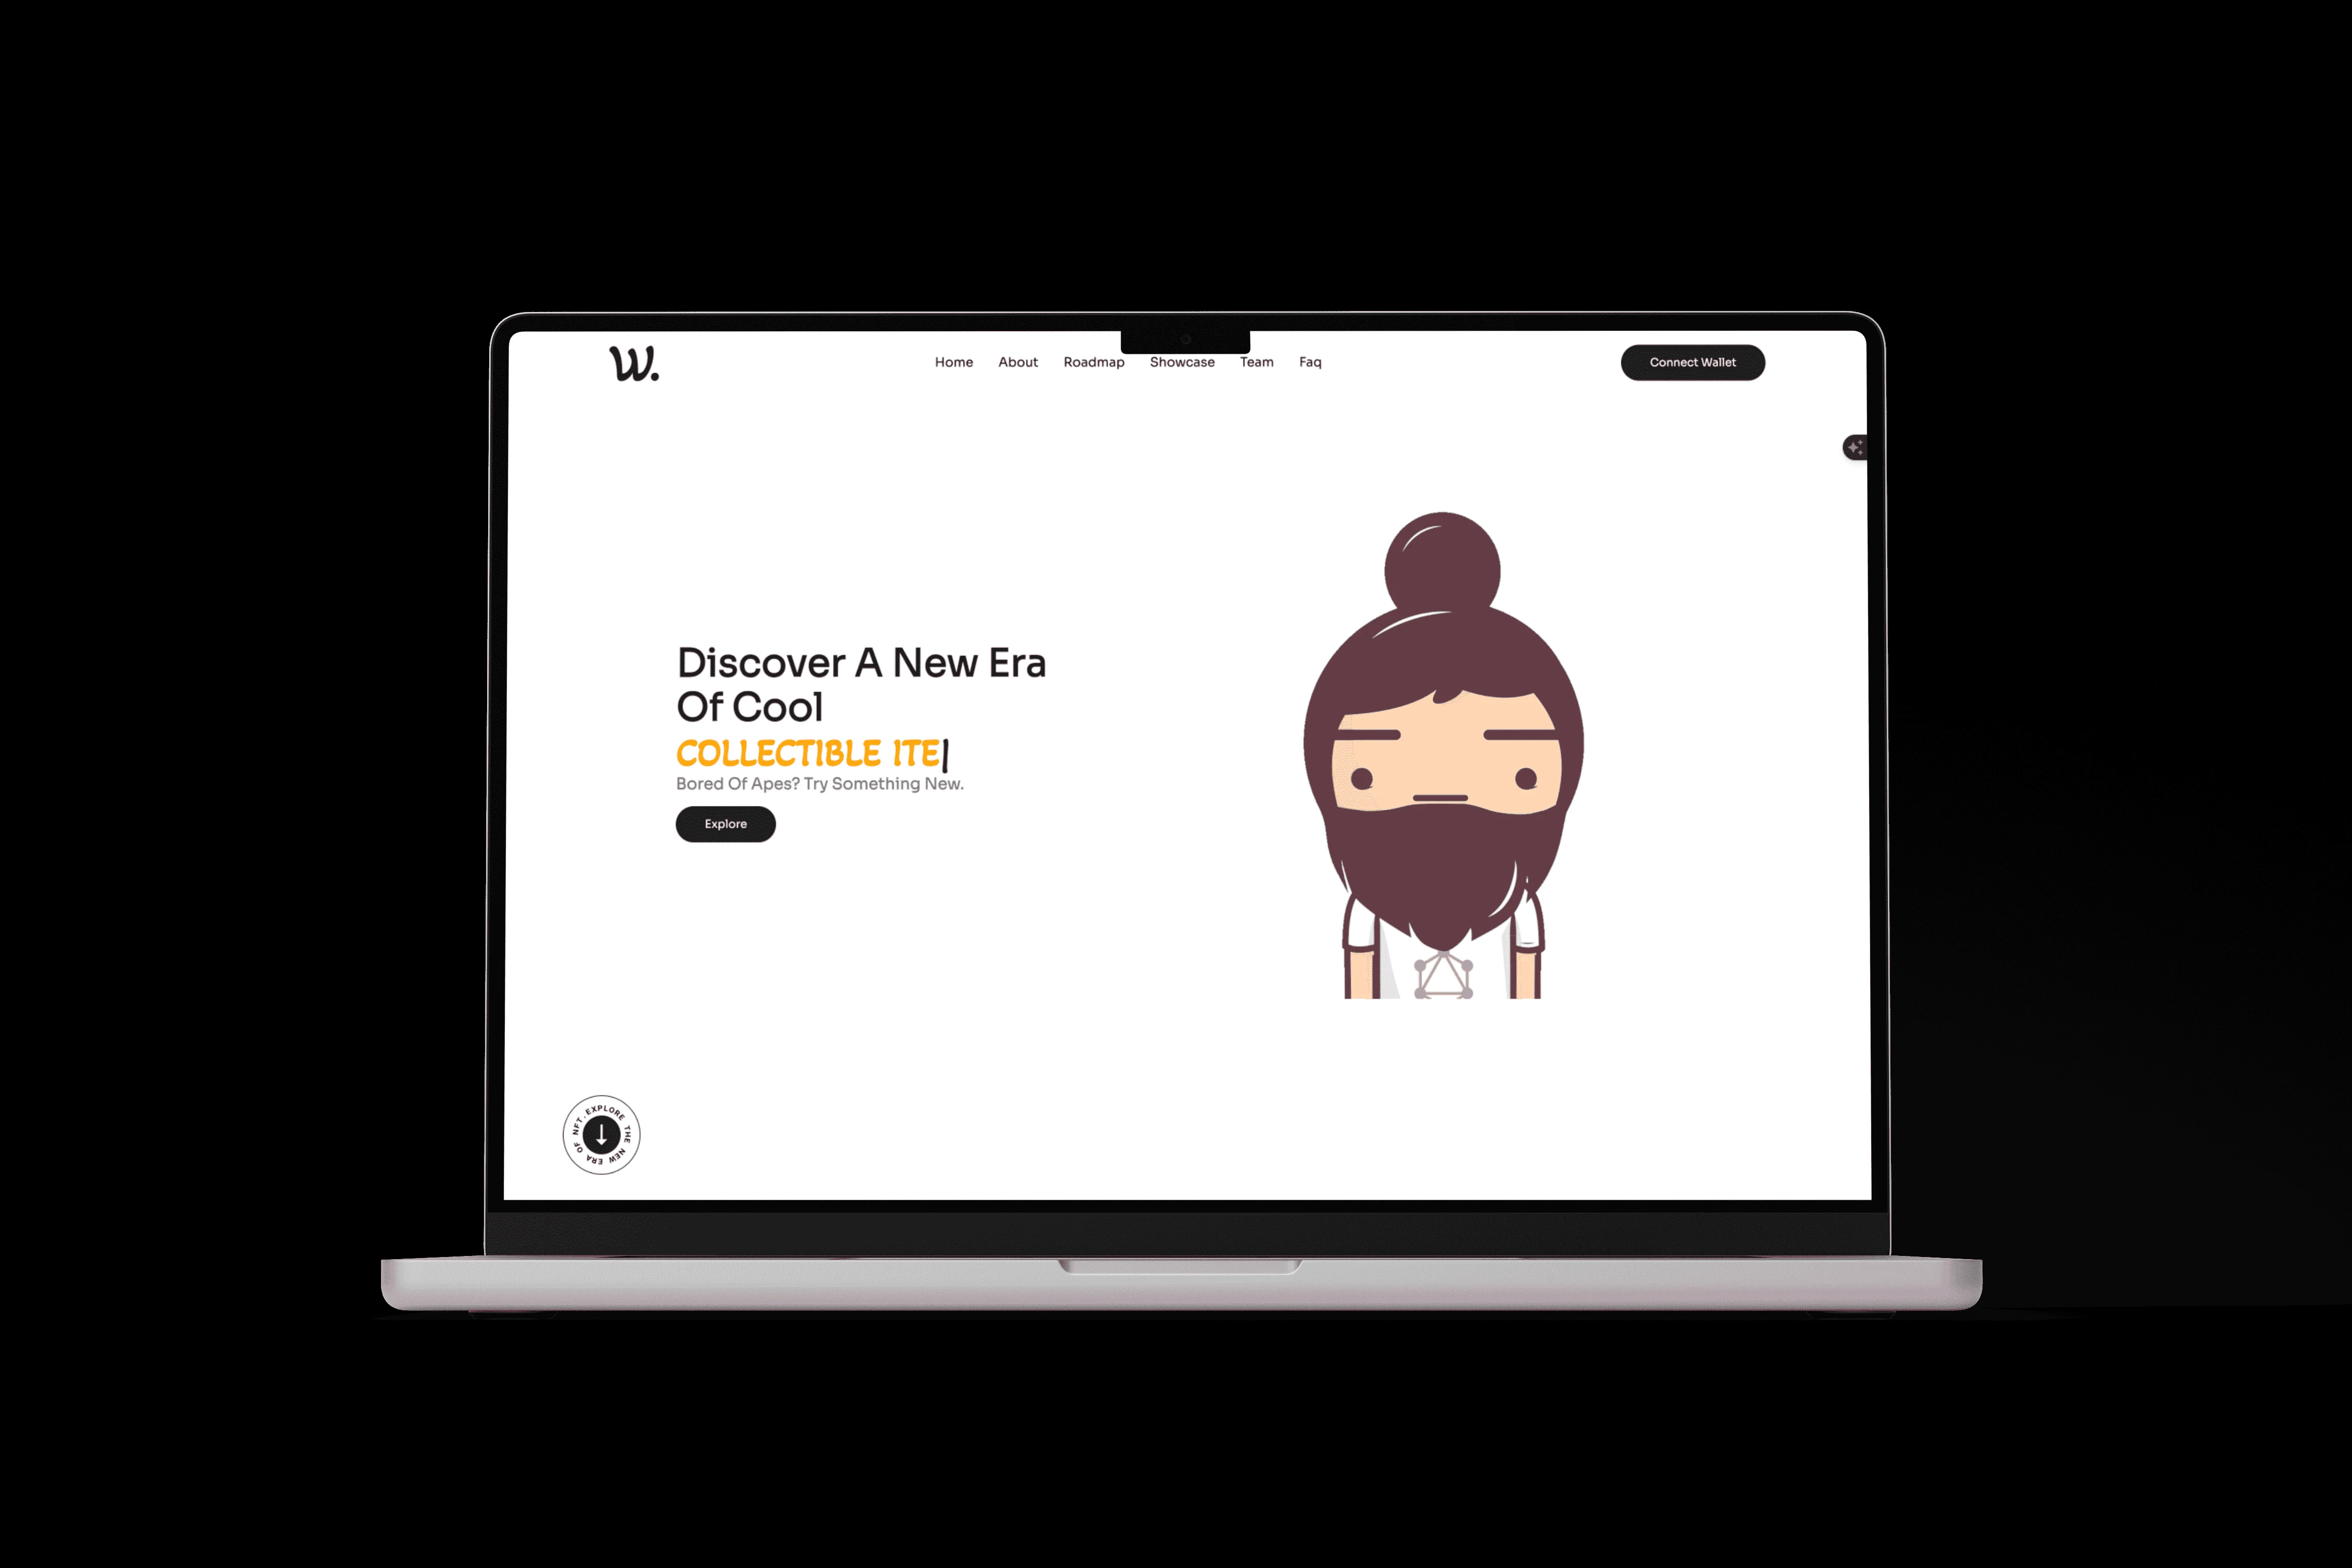 W.
Home About Roadmap Showcase Team Faq
Connect Wallet
Discover A New Era
Of Cool
COLLECTIBLE ITE|
Bored Of Apes? Try Something New.
Explore
EXPLORE THE NEW ERA OF NFT.